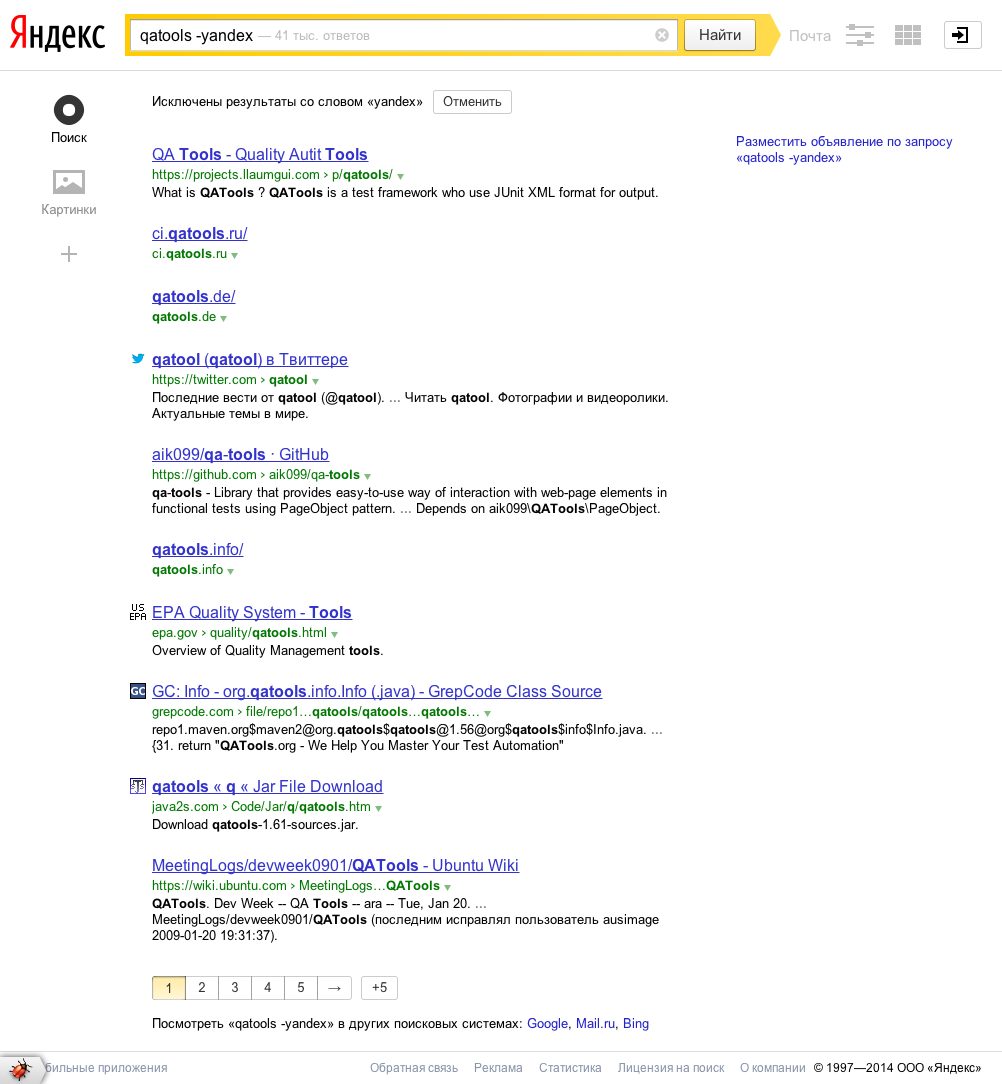 Яндекс
qatools -yandex — 41 тыс. ответов
Найти
Почта
Исключены результаты со словом «yandex» Отменить
Поиск
Картинки
Разместить объявление по запросу
«qatools -yandex»
QA Tools - Quality Autit Tools
https://projects.llaumgui.com › p/qatools/
What is QATools ? QATools is a test framework who use JUnit XML format for output.
ci.qatools.ru/
ci.qatools.ru
qatools.de/
qatools.de
qatool (qatool) в Твиттере
https://twitter.com › qatool
Последние вести от qatool (@qatool). ... Читать qatool. Фотографии и видеоролики.
Актуальные темы в мире.
aik099/qa-tools · GitHub
https://github.com › aik099/qa-tools
qa-tools - Library that provides easy-to-use way of interaction with web-page elements in
functional tests using PageObject pattern. ... Depends on aik099\QATools\PageObject.
qatools.info/
qatools.info
US
EPA
EPA Quality System - Tools
epa.gov › quality/qatools.html
Overview of Quality Management tools.
GC
GC: Info - org.qatools.info.Info (.java) - GrepCode Class Source
grepcode.com › file/repo1…qatools/qatools…qatools…
repo1.maven.org$maven2@org.qatools$qatools@1.56@org$qatools$info$Info.java. ...
{31. return "QATools.org - We Help You Master Your Test Automation"
qatools « q « Jar File Download
java2s.com › Code/Jar/q/qatools.htm
Download qatools-1.61-sources.jar.
MeetingLogs/devweek0901/QATools - Ubuntu Wiki
https://wiki.ubuntu.com › MeetingLogs…QATools
QATools. Dev Week -- QA Tools -- ara -- Tue, Jan 20. ...
MeetingLogs/devweek0901/QATools (последним исправлял пользователь ausimage
2009-01-20 19:31:37).
1 2 3 4 5 → +5
Посмотреть «qatools -yandex» в других поисковых системах: Google, Mail.ru, Bing
бильные приложения Обратная связь Реклама Статистика Лицензия на поиск О компании © 1997—2014 ООО «Яндекс»